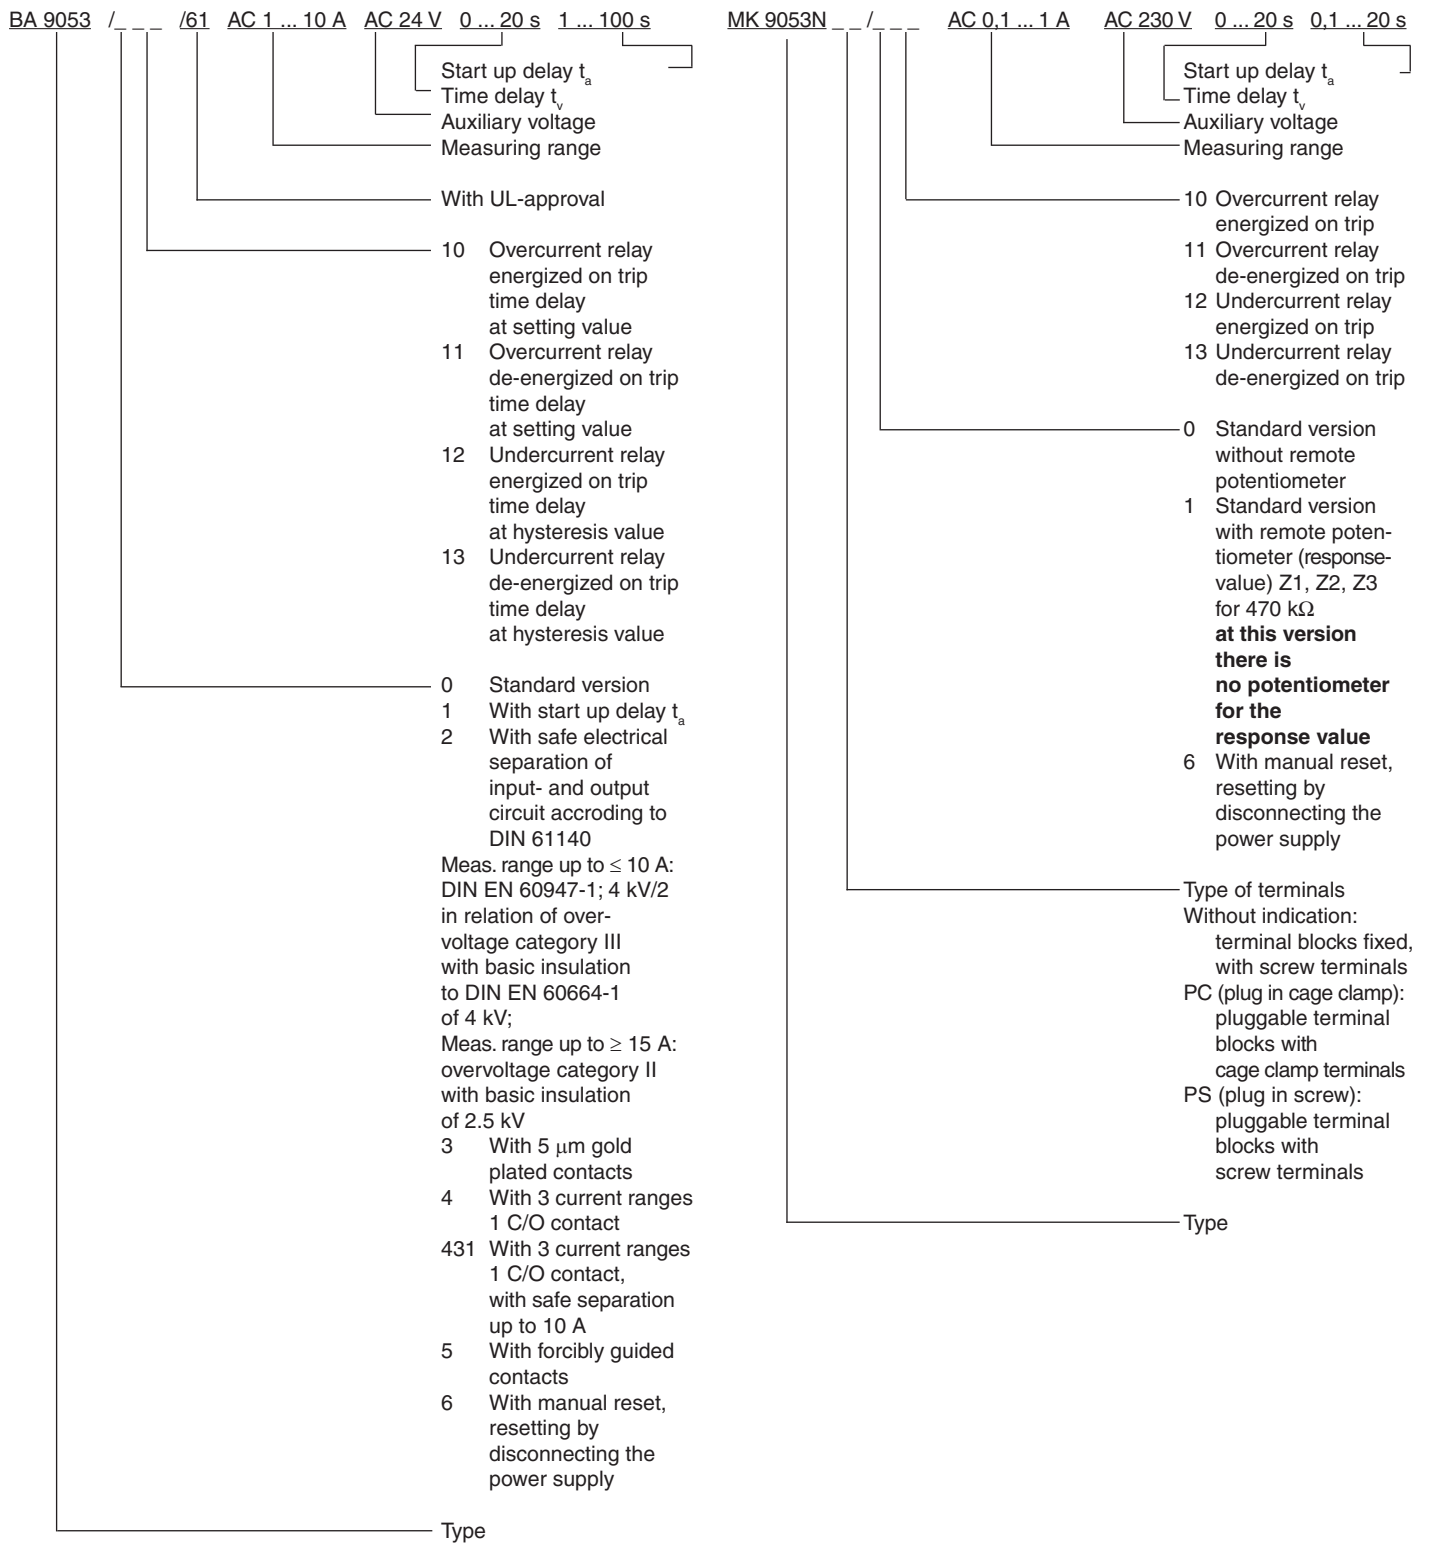 BA 9053 /_ _ _ /61 AC 1 ... 10 A AC 24 V 0 ... 20 s 1 ... 100 s
Start up delay ta
Time delay tv
Auxiliary voltage
Measuring range
With UL-approval
10 Overcurrent relay
energized on trip
time delay
at setting value
11 Overcurrent relay
de-energized on trip
time delay
at setting value
12 Undercurrent relay
energized on trip
time delay
at hysteresis value
13 Undercurrent relay
de-energized on trip
time delay
at hysteresis value
0 Standard version
1 With start up delay ta
2 With safe electrical
separation of
input- and output
circuit accroding to
DIN 61140
Meas. range up to ≤ 10 A:
DIN EN 60947-1; 4 kV/2
in relation of over-
voltage category III
with basic insulation
to DIN EN 60664-1
of 4 kV;
Meas. range up to ≥ 15 A:
overvoltage category II
with basic insulation
of 2.5 kV
3 With 5 µm gold
plated contacts
4 With 3 current ranges
1 C/O contact
431 With 3 current ranges
1 C/O contact,
with safe separation
up to 10 A
5 With forcibly guided
contacts
6 With manual reset,
resetting by
disconnecting the
power supply
Type
MK 9053N _ _/_ _ _ AC 0,1 ... 1 A AC 230 V 0 ... 20 s 0,1 ... 20 s
Start up delay ta
Time delay tv
Auxiliary voltage
Measuring range
10 Overcurrent relay
energized on trip
11 Overcurrent relay
de-energized on trip
12 Undercurrent relay
energized on trip
13 Undercurrent relay
de-energized on trip
0 Standard version
without remote
potentiometer
1 Standard version
with remote poten-
tiometer (response-
value) Z1, Z2, Z3
for 470 kΩ
at this version
there is
no potentiometer
for the
response value
6 With manual reset,
resetting by
disconnecting the
power supply
Type of terminals
Without indication:
terminal blocks fixed,
with screw terminals
PC (plug in cage clamp):
pluggable terminal
blocks with
cage clamp terminals
PS (plug in screw):
pluggable terminal
blocks with
screw terminals
Type